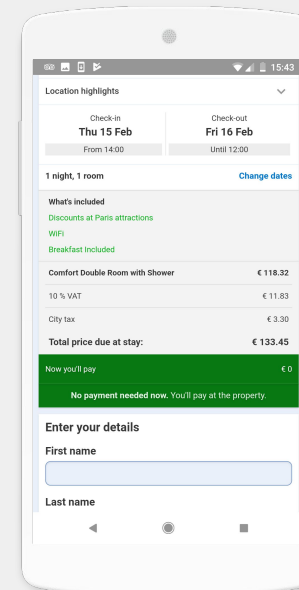 15:43
Location highlights
Check-in
Check-out
Thu 15 Feb
Fri 16 Feb
From 14:00
Until 12:00
1 night, 1 room
Change dates
What's included
Discounts at Paris attractions
WiFi
Breakfast Included
Comfort Double Room with Shower € 118.32
10 % VAT € 11.83
City tax € 3.30
Total price due at stay: € 133.45
Now you'll pay € 0
No payment needed now. You'll pay at the property.
Enter your details
First name
Last name